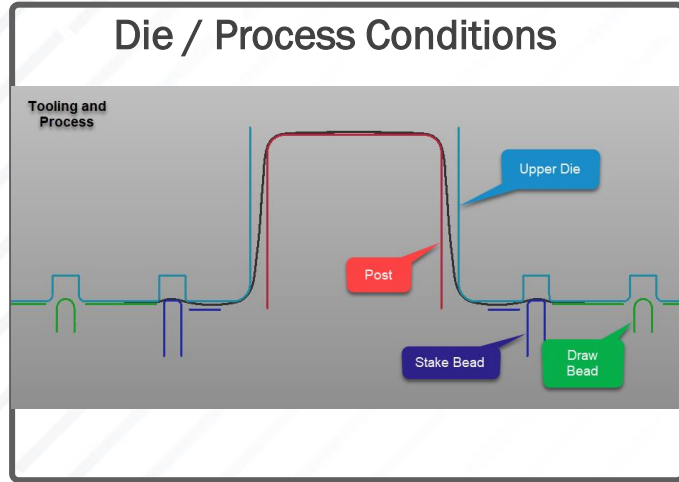 Die / Process Conditions
Tooling and
Process
Upper Die
Post
Stake Bead
Draw
Bead